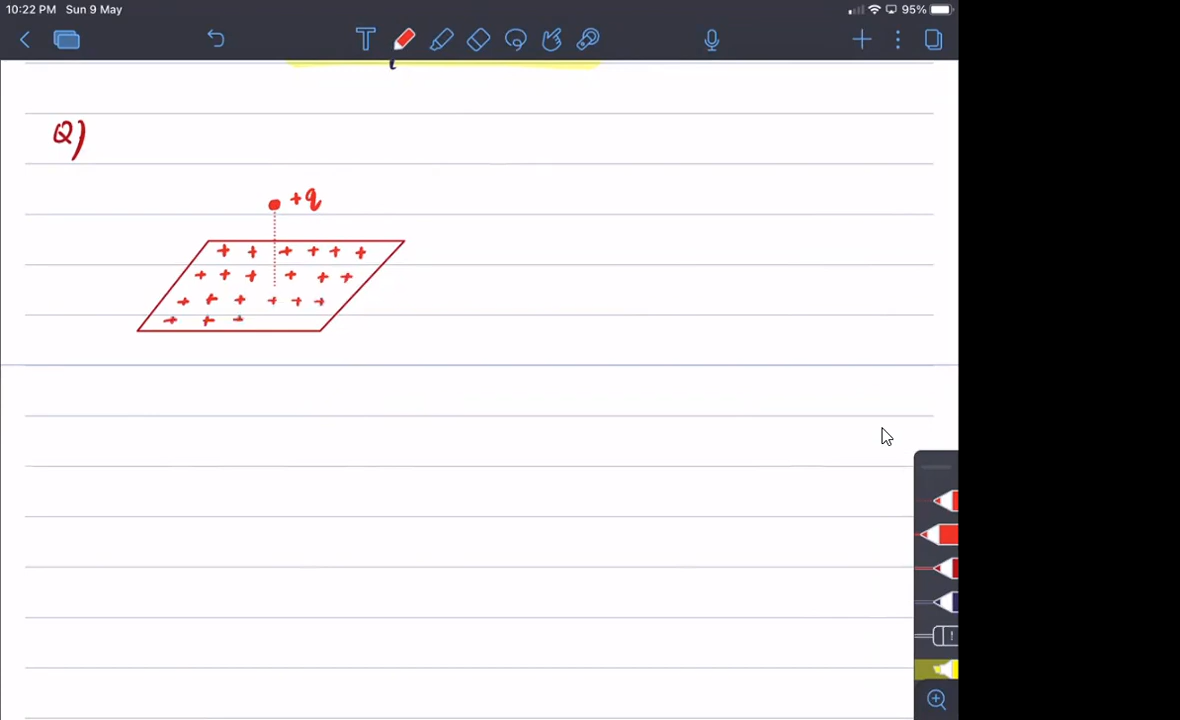 10:22 PM Sun 9 May 95%
T
Q)
+q
+ + + + + +
+ + + + + +
+ + + + + +
+ + +